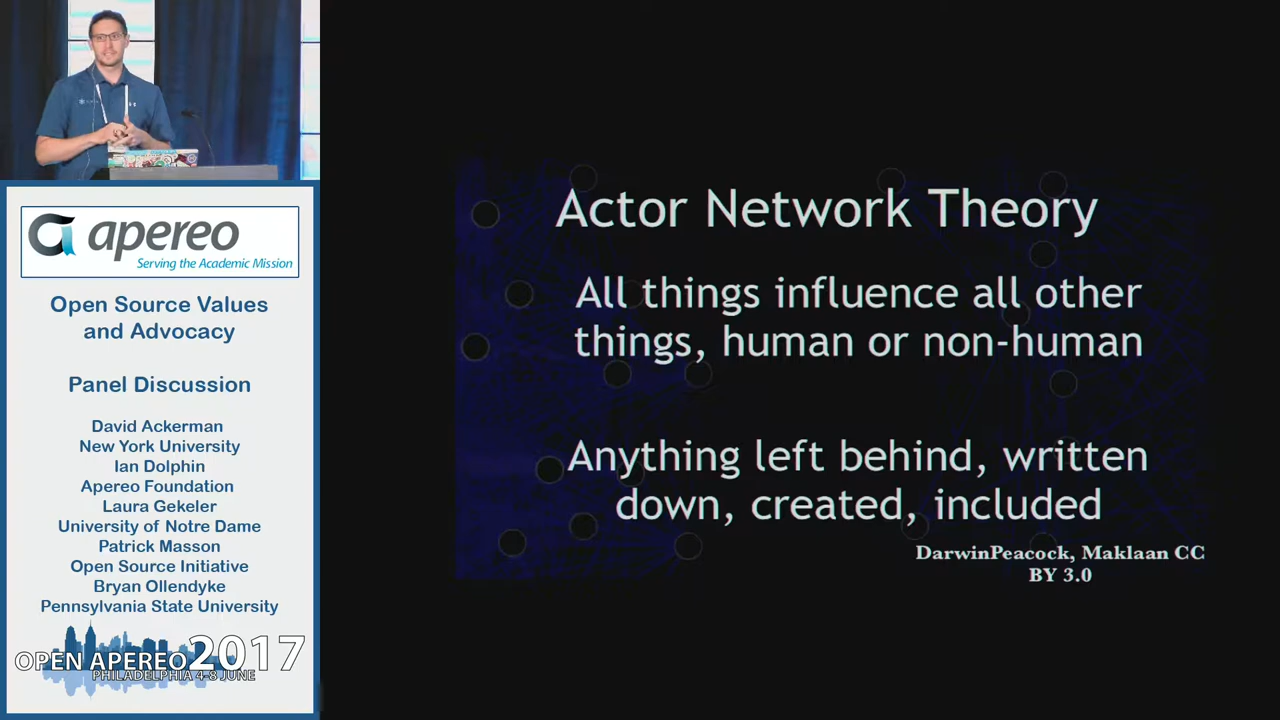 apereo
Serving the Academic Mission
Open Source Values
and Advocacy
Panel Discussion
David Ackerman
New York University
Ian Dolphin
Apereo Foundation
Laura Gekeler
University of Notre Dame
Patrick Masson
Open Source Initiative
Bryan Ollendyke
Pennsylvania State University
OPEN APEREO 2017
PHILADELPHIA 4-8 JUNE
Actor Network Theory
All things influence all other
things, human or non-human
Anything left behind, written
down, created, included
DarwinPeacock, Maklaan CC
BY 3.0